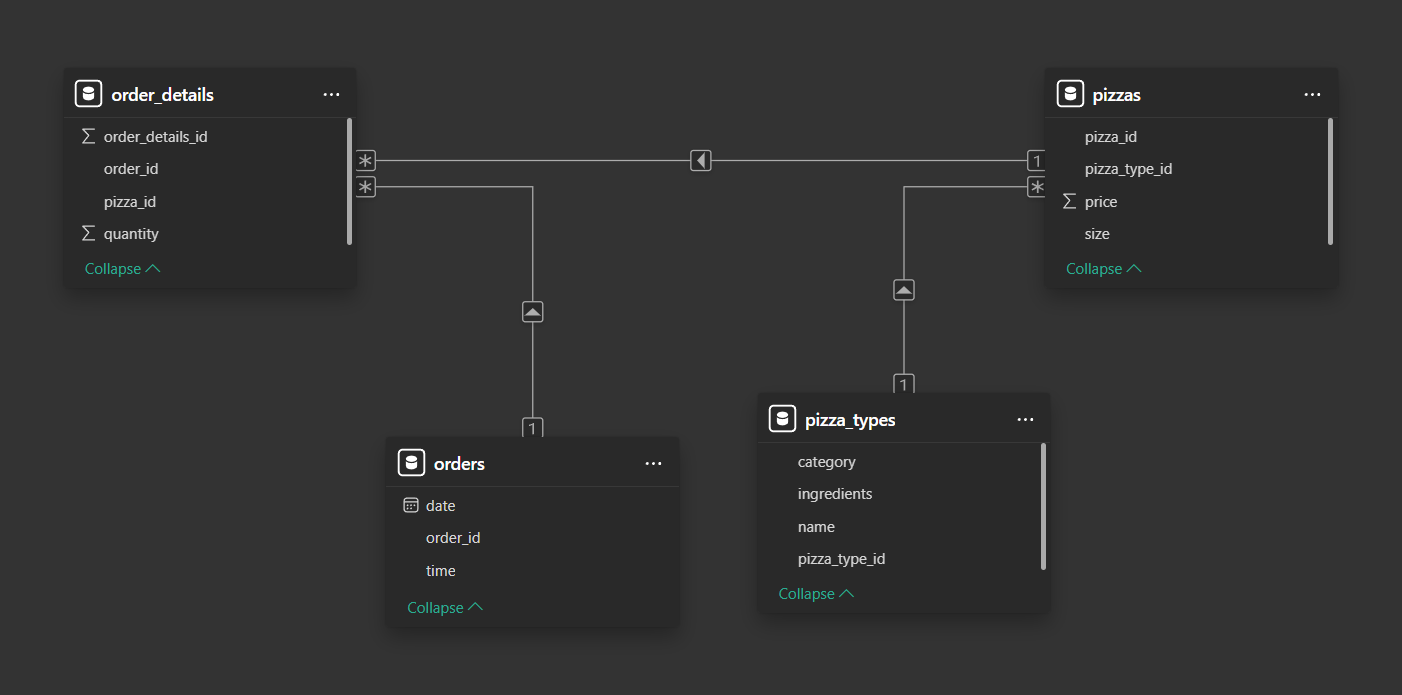 order_details
order_details_id
order_id
pizza_id
quantity
Collapse
pizzas
pizza_id
pizza_type_id
price
size
Collapse
*
1
*
*
1
1
orders
date
order_id
time
Collapse
pizza_types
category
ingredients
name
pizza_type_id
Collapse